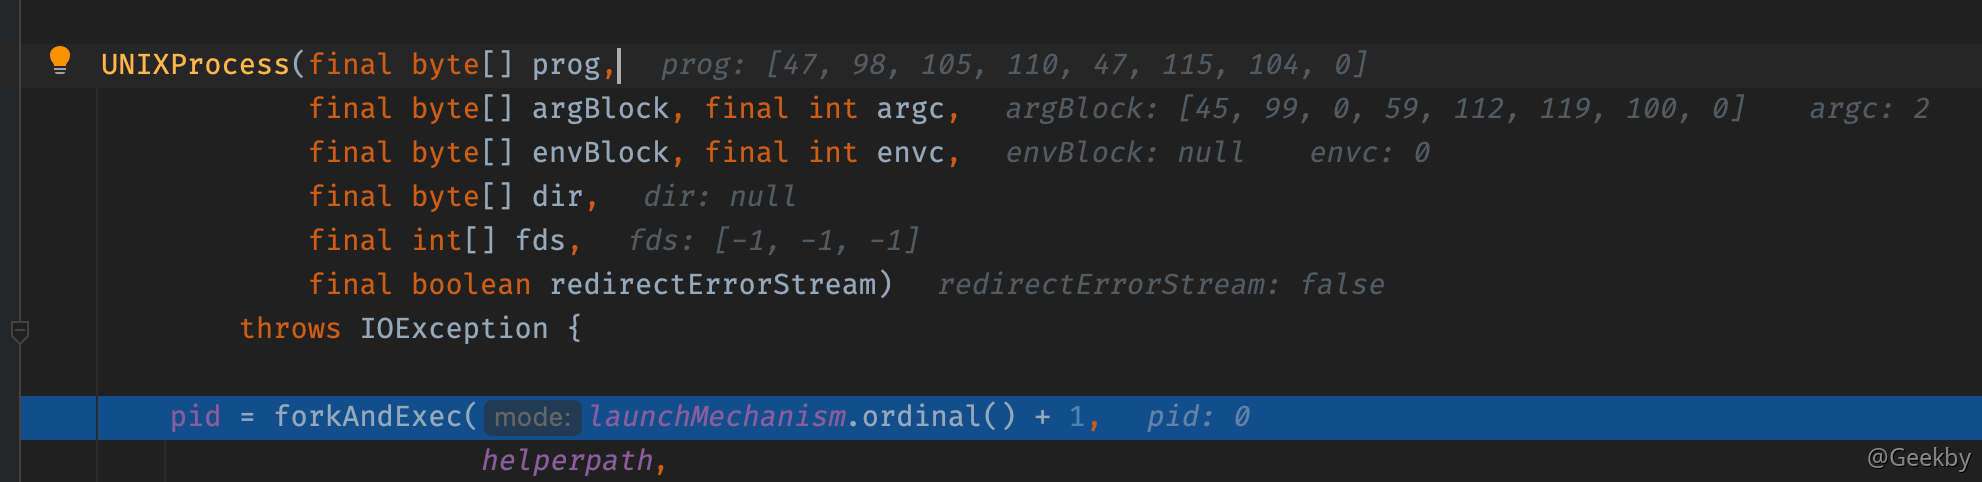 UNIXProcess(final byte[] prog,   prog: [47, 98, 105, 110, 47, 115, 104, 0]
final byte[] argBlock, final int argc,   argBlock: [45, 99, 0, 59, 112, 119, 100, 0]   argc: 2
final byte[] envBlock, final int envc,   envBlock: null   envc: 0
final byte[] dir,   dir: null
final int[] fds,   fds: [-1, -1, -1]
final boolean redirectErrorStream)   redirectErrorStream: false
throws IOException {
pid = forkAndExec( mode: launchMechanism.ordinal() + 1,   pid: 0
helperpath,
@Geekby